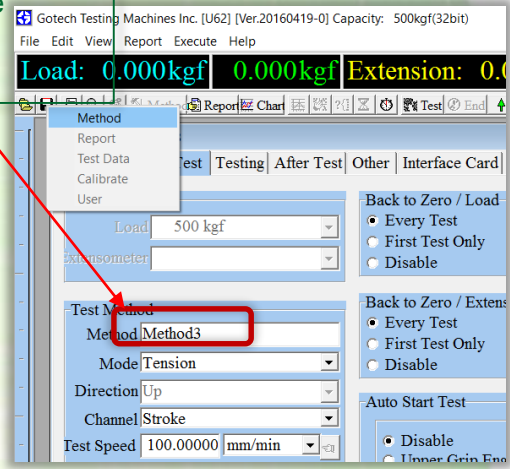 Gotech Testing Machines Inc. [U62] [Ver.20160419-0] Capacity: 500kgf(32bit)
File Edit View Report Execute Help
Load: 0.000kgf 0.000kgf Extension: 0.0
Report Chart Test End
Method
Report
Test Data
Calibrate
User
Test Testing After Test Other Interface Card
Load 500 kgf
Extensometer
Back to Zero / Load
Every Test
First Test Only
Disable
Test Method
Method Method3
Mode Tension
Direction Up
Channel Stroke
Test Speed 100.00000 mm/min
Back to Zero / Extens
Every Test
First Test Only
Disable
Auto Start Test
Disable
Upper Grip Eng